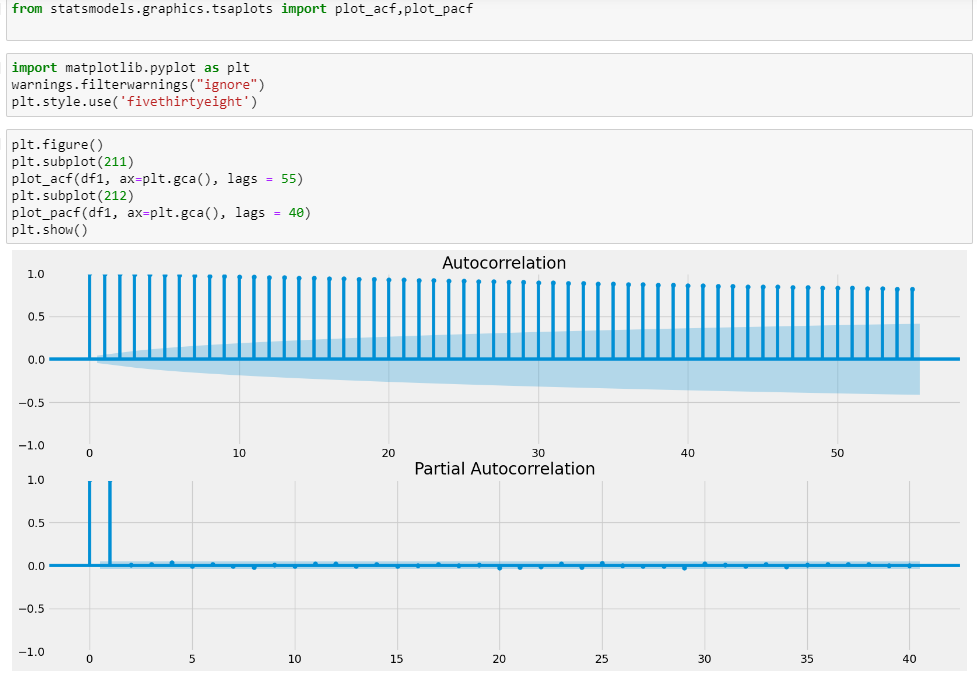 from statsmodels.graphics.tsaplots import plot_acf,plot_pacf
import matplotlib.pyplot as plt
warnings.filterwarnings("ignore")
plt.style.use('fivethirtyeight')
plt.figure()
plt.subplot(211)
plot_acf(df1, ax=plt.gca(), lags = 55)
plt.subplot(212)
plot_pacf(df1, ax=plt.gca(), lags = 40)
plt.show()
Autocorrelation
1.0
0.5
0.0
−0.5
−1.0
0 10 20 30 40 50
Partial Autocorrelation
1.0
0.5
0.0
−0.5
−1.0
0 5 10 15 20 25 30 35 40